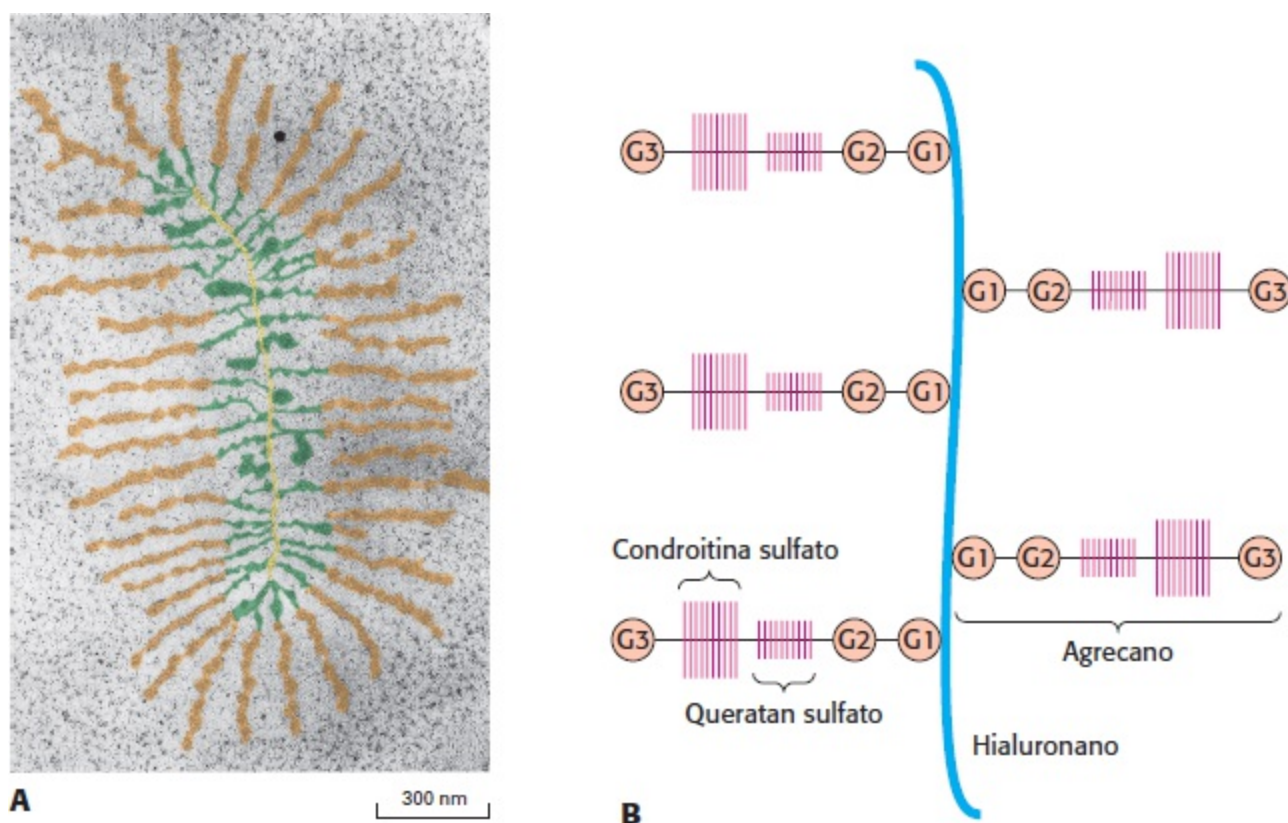 G3 G2 G1
G1 G2 G3
G3 G2 G1
Condroitina sulfato
G1 G2 G3
G3 G2 G1
Agrecano
Queratan sulfato
Hialuronano
A
300 nm
B